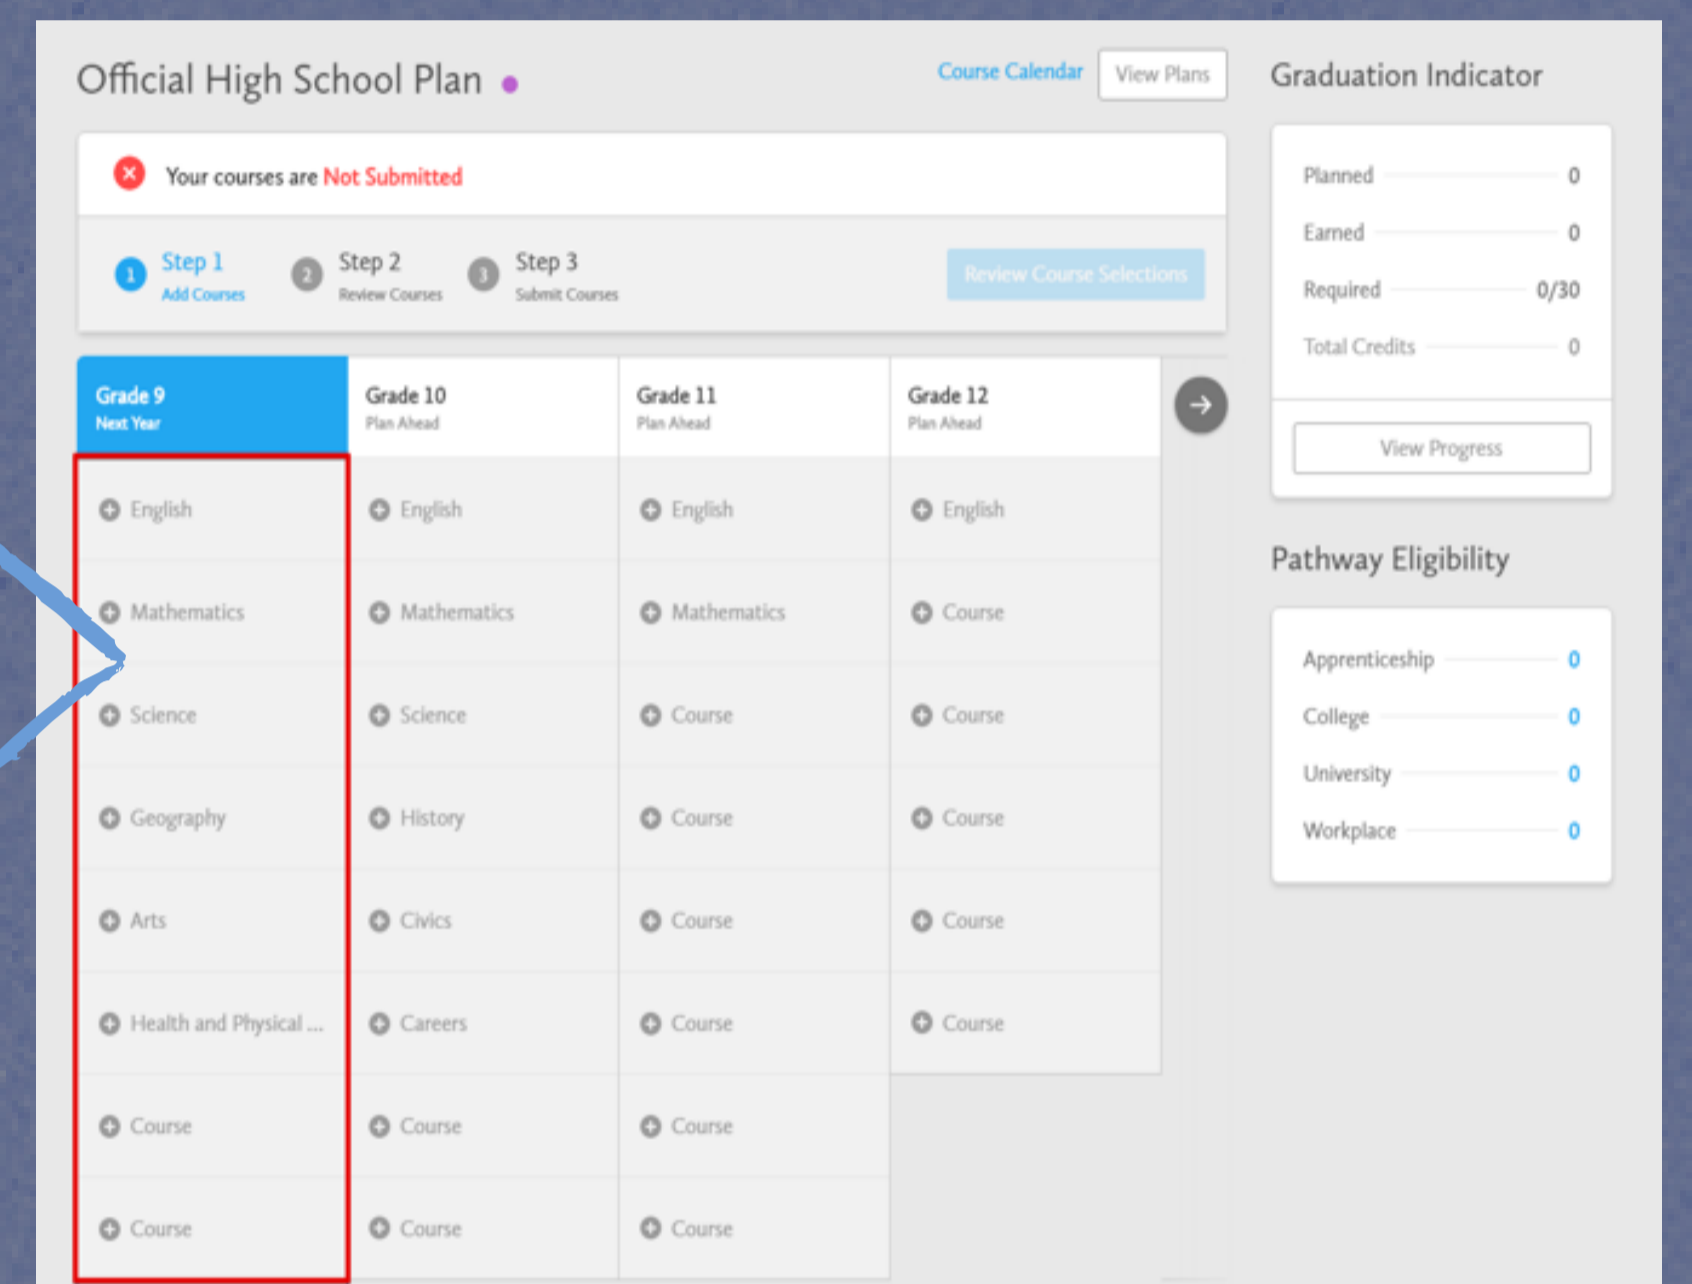 Official High School Plan
Course Calendar
View Plans
Your courses are Not Submitted
1 Step 1
Add Courses
2 Step 2
Review Courses
3 Step 3
Submit Courses
Review Course Selections
Grade 9
Next Year
Grade 10
Plan Ahead
Grade 11
Plan Ahead
Grade 12
Plan Ahead
English
English
English
English
Mathematics
Mathematics
Mathematics
Course
Science
Science
Course
Course
Geography
History
Course
Course
Arts
Civics
Course
Course
Health and Physical ...
Careers
Course
Course
Course
Course
Course
Course
Course
Course
Graduation Indicator
Planned 0
Earned 0
Required 0/30
Total Credits 0
View Progress
Pathway Eligibility
Apprenticeship 0
College 0
University 0
Workplace 0